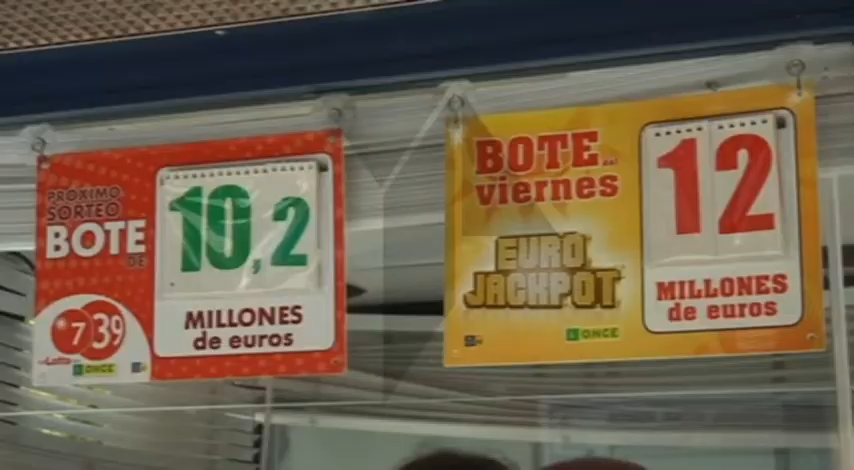 PRÓXIMO
SORTEO
BOTE
DE
10,2
MILLONES
de euros
7 39
ONCE
BOTE del
viernes
EURO
JACKPOT
12
MILLONES
de euros
ONCE